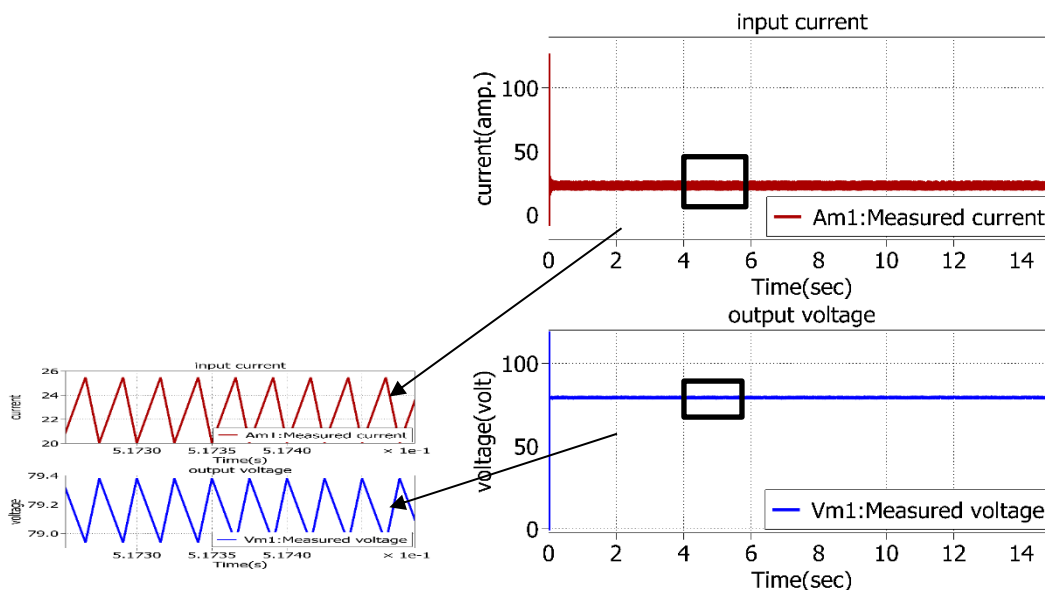 input current
current(amp.)
100
50
0
Am1:Measured current
0 2 4 6 8 10 12 14
Time(sec)
output voltage
voltage(volt)
100
50
0
Vm1:Measured voltage
0 2 4 6 8 10 12 14
Time(sec)
input current
current
26
24
22
20
Am1:Measured current
5.1730 5.1735 5.1740 × 1e-1
Time(s)
output voltage
voltage
79.4
79.2
79.0
Vm1:Measured voltage
5.1730 5.1735 5.1740 × 1e-1
Time(s)